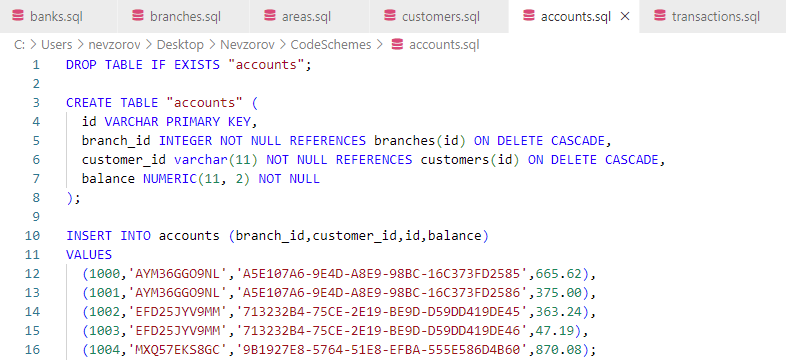 banks.sql branches.sql areas.sql customers.sql accounts.sql transactions.sql
C: > Users > nevzorov > Desktop > Nevzorov > CodeSchemes > accounts.sql
1 DROP TABLE IF EXISTS "accounts";
2
3 CREATE TABLE "accounts" (
4 id VARCHAR PRIMARY KEY,
5 branch_id INTEGER NOT NULL REFERENCES branches(id) ON DELETE CASCADE,
6 customer_id varchar(11) NOT NULL REFERENCES customers(id) ON DELETE CASCADE,
7 balance NUMERIC(11, 2) NOT NULL
8 );
9
10 INSERT INTO accounts (branch_id,customer_id,id,balance)
11 VALUES
12 (1000,'AYM36GGO9NL','A5E107A6-9E4D-A8E9-98BC-16C373FD2585',665.62),
13 (1001,'AYM36GGO9NL','A5E107A6-9E4D-A8E9-98BC-16C373FD2586',375.00),
14 (1002,'EFD25JYV9MM','713232B4-75CE-2E19-BE9D-D59DD419DE45',363.24),
15 (1003,'EFD25JYV9MM','713232B4-75CE-2E19-BE9D-D59DD419DE46',47.19),
16 (1004,'MXQ57EKS8GC','9B1927E8-5764-51E8-EFBA-555E586D4B60',870.08);